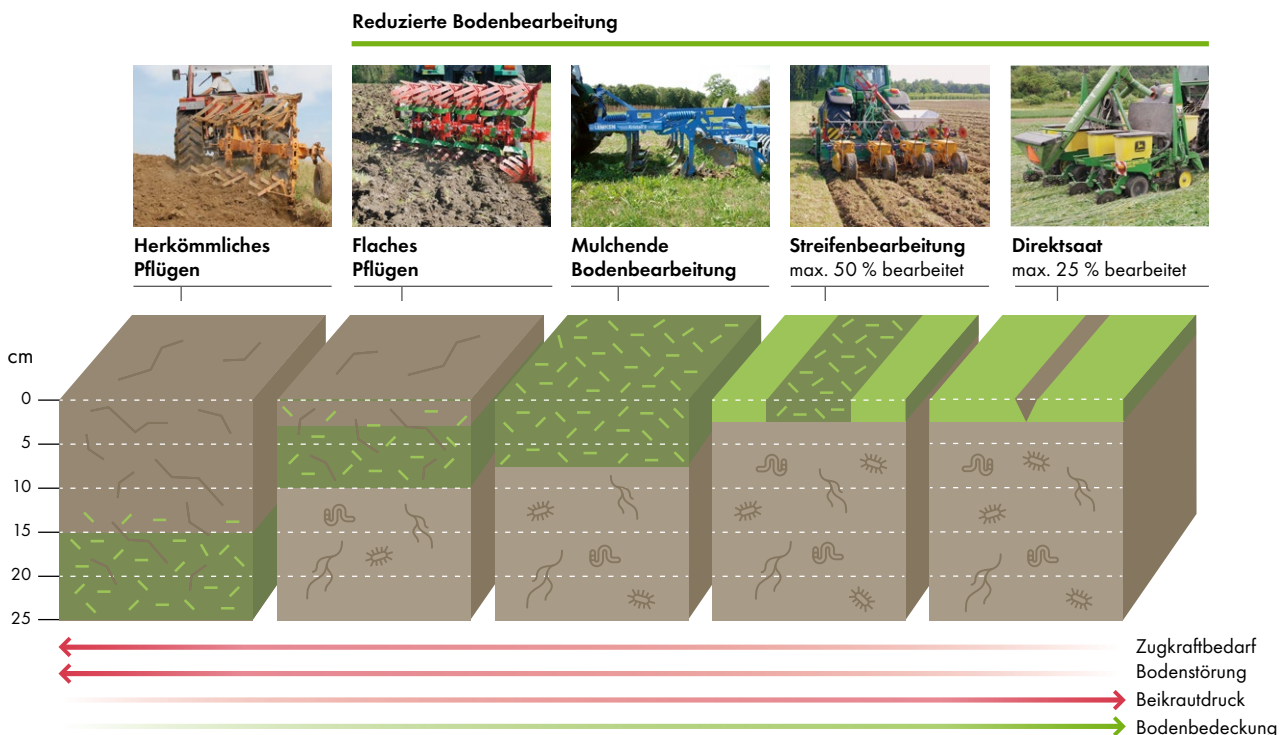 Reduzierte Bodenbearbeitung
Herkömmliches
Pflügen
Flaches
Pflügen
Mulchende
Bodenbearbeitung
Streifenbearbeitung
max. 50 % bearbeitet
Direktsaat
max. 25 % bearbeitet
cm
0
5
10
15
20
25
Zugkraftbedarf
Bodenstörung
Beikrautdruck
Bodenbedeckung